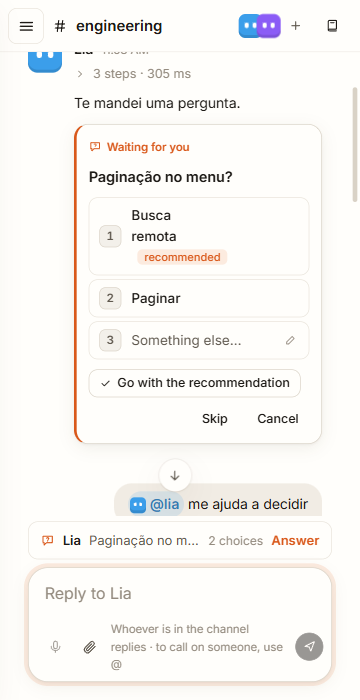 # engineering
3 steps · 305 ms
Te mandei uma pergunta.
Waiting for you
Paginação no menu?
1 Busca
remota
recommended
2 Paginar
3 Something else...
Go with the recommendation
Skip Cancel
@lia me ajuda a decidir
Lia Paginação no m... 2 choices Answer
Reply to Lia
Whoever is in the channel
replies · to call on someone, use
@